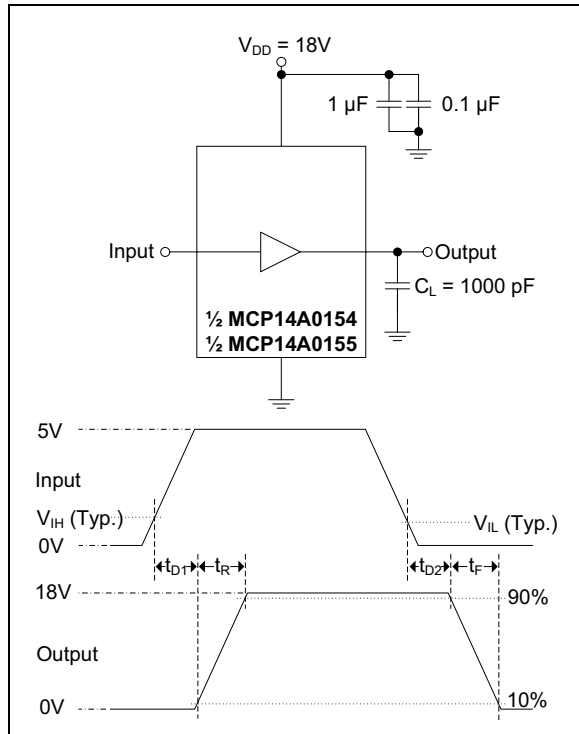 V_DD = 18V
1 µF 0.1 µF
Input Output
C_L = 1000 pF
½ MCP14A0154
½ MCP14A0155
5V
Input
V_IH (Typ.) V_IL (Typ.)
0V
t_D1 t_R t_D2 t_F
18V 90%
Output
0V 10%